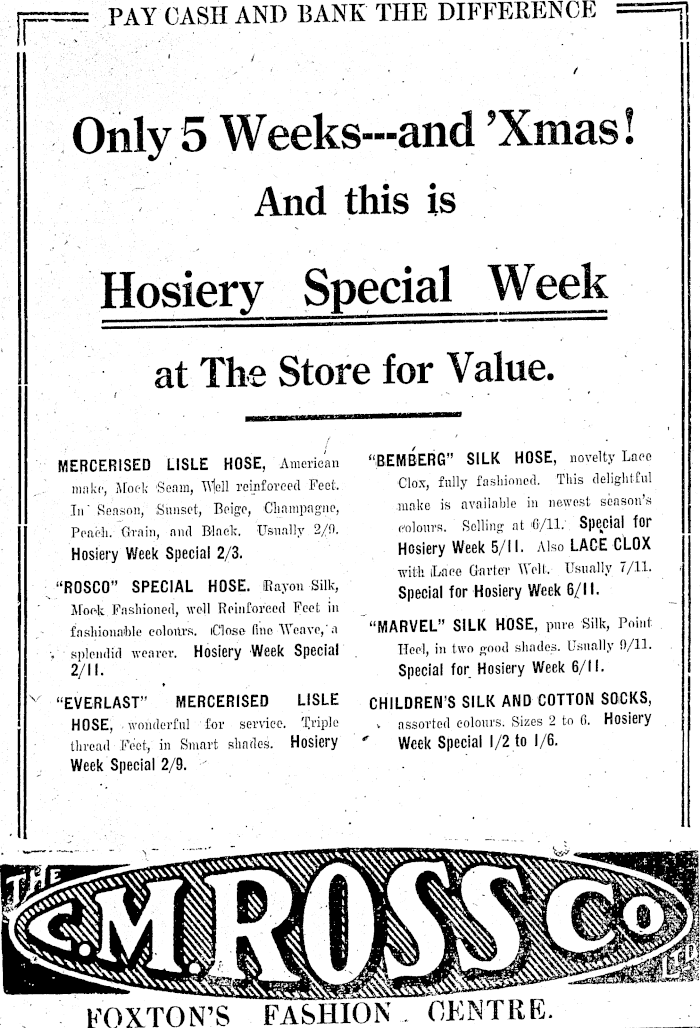 PAY CASH AND BANK THE DIFFERENCE
Only 5 Weeks---and 'Xmas!
And this is
Hosiery Special Week
at The Store for Value.
MERCERISED LISLE HOSE, American
make, Mock Seam, Well reinforced Feet.
In Season, Sunset, Beige, Champagne,
Peach, Grain, and Black. Usually 2/9.
Hosiery Week Special 2/3.
"ROSCO" SPECIAL HOSE. Rayon Silk,
Mock Fashioned, well Reinforced Feet in
fashionable colours. Close fine Weave, a
splendid wearer. Hosiery Week Special
2/11.
"EVERLAST" MERCERISED LISLE
HOSE, wonderful for service. Triple
thread Feet, in Smart shades. Hosiery
Week Special 2/9.
"BEMBERG" SILK HOSE, novelty Lace
Clox, fully fashioned. This delightful
make is available in newest season's
colours. Selling at 6/11. Special for
Hosiery Week 5/11. Also LACE CLOX
with Lace Garter Welt. Usually 7/11.
Special for Hosiery Week 6/11.
"MARVEL" SILK HOSE, pure Silk, Point
Heel, in two good shades. Usually 9/11.
Special for Hosiery Week 6/11.
CHILDREN'S SILK AND COTTON SOCKS,
assorted colours. Sizes 2 to 6. Hosiery
Week Special 1/2 to 1/6.
THE
C.M. ROSS Co
LTD
FOXTON'S FASHION CENTRE.